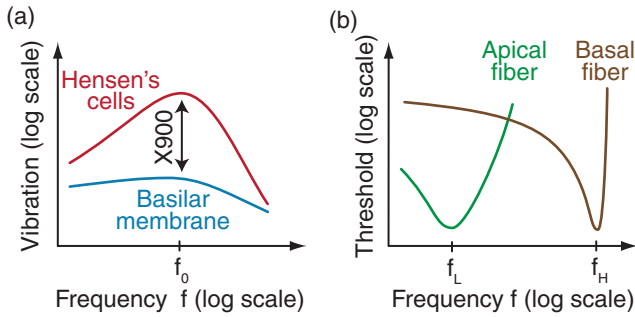 (a)
Vibration (log scale)
Hensen's
cells
X900
Basilar
membrane
f0
Frequency f (log scale)
(b)
Threshold (log scale)
Apical
fiber
Basal
fiber
fL
fH
Frequency f (log scale)